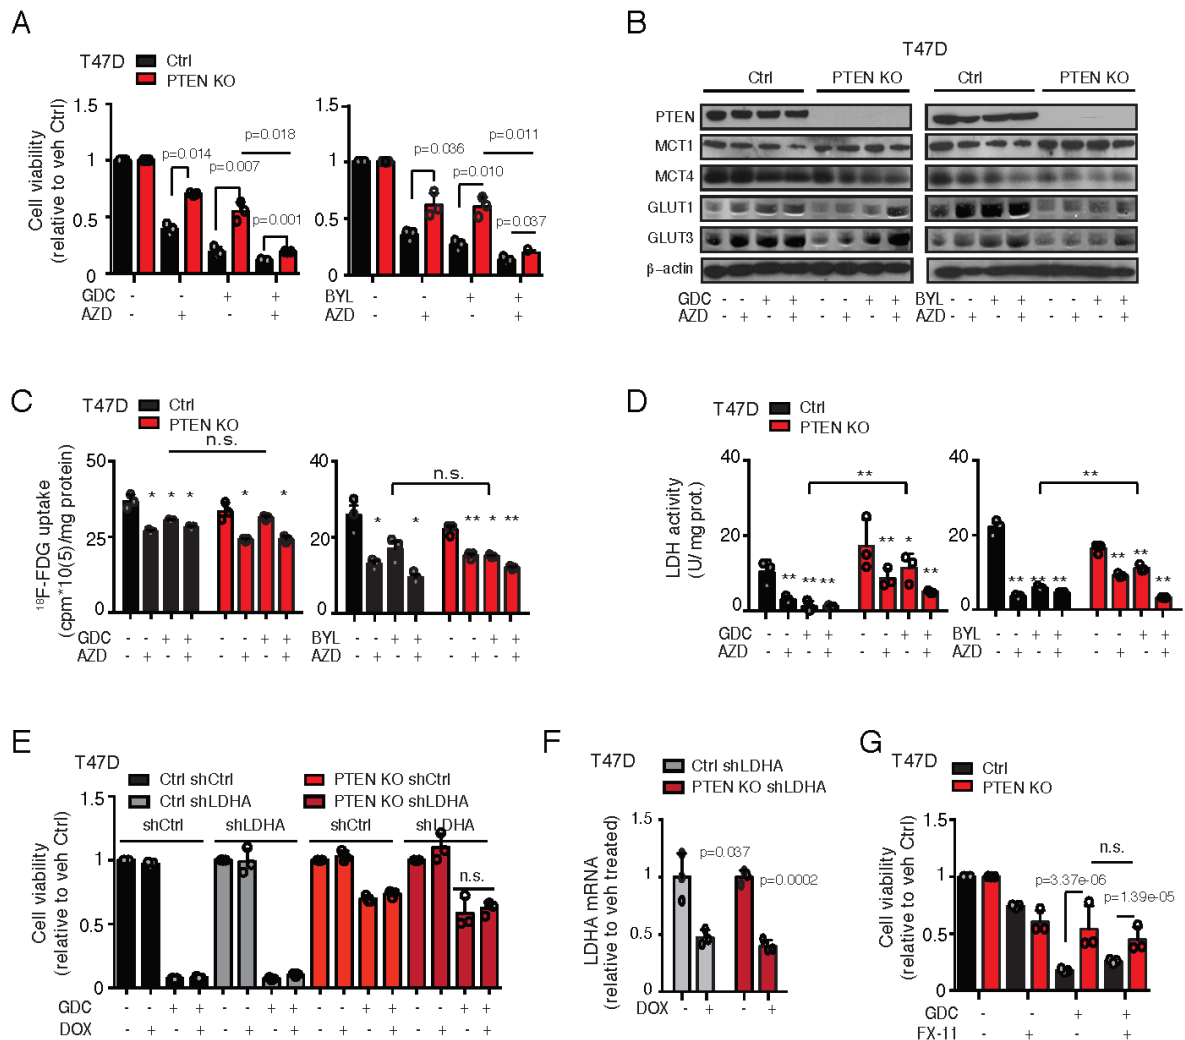 A
T47D
Ctrl
PTEN KO
Cell viability
(relative to veh Ctrl)
1.5
1
0.5
0
p=0.014
p=0.007
p=0.018
p=0.001
GDC - - + +
AZD - + - +
1.5
1
0.5
0
p=0.036
p=0.010
p=0.011
p=0.037
BYL - - + +
AZD - + - +
B
T47D
Ctrl PTEN KO Ctrl PTEN KO
PTEN
MCT1
MCT4
GLUT1
GLUT3
β-actin
GDC - - + + - - + + BYL - - + + - - + +
AZD - + - + - + - + AZD - + - + - + - +
C
T47D
Ctrl
PTEN KO
18F-FDG uptake
(cpm*10(5)/mg protein)
50
25
0
n.s.
* * * * *
GDC - - + + - - + +
AZD - + - + - + - +
40
20
0
n.s.
* * ** * **
BYL - - + + - - + +
AZD - + - + - + - +
D
T47D
Ctrl
PTEN KO
LDH activity
(U/mg prot.)
40
20
0
**
** ** ** ** * **
GDC - - + + - - + +
AZD - + - + - + - +
40
20
0
**
** ** ** ** ** **
BYL - - + + - - + +
AZD - + - + - + - +
E
T47D
Ctrl shCtrl
Ctrl shLDHA
PTEN KO shCtrl
PTEN KO shLDHA
Cell viability
(relative to veh Ctrl)
1.5
1
0.5
0
shCtrl shLDHA shCtrl shLDHA
n.s.
GDC - - + + - - + + - - + + - - + +
DOX - + - + - + - + - + - + - + - +
F
T47D
Ctrl shLDHA
PTEN KO shLDHA
LDHA mRNA
(relative to veh treated)
1.5
1
0.5
0
p=0.037
p=0.0002
DOX - + - +
G
T47D
Ctrl
PTEN KO
Cell viability
(relative to veh Ctrl)
1.5
1
0.5
0
n.s.
p=3.37e-06
p=1.39e-05
GDC - - + +
FX-11 - + - +